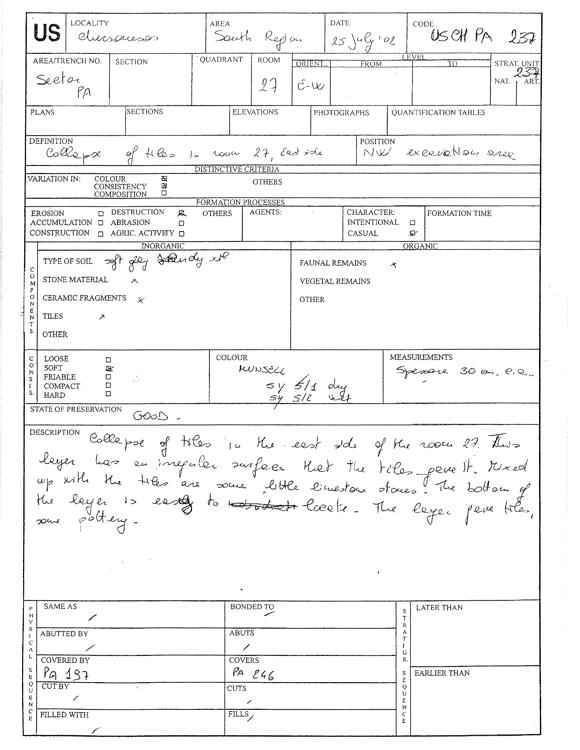 US LOCALITY AREA DATE CODE
Chersonesos South Region 25 July '02 US CH PA 237
AREA/TRENCH NO. SECTION QUADRANT ROOM LEVEL STRAT. UNIT
ORIENT. FROM TO 237
Sector PA 27 E-W NAT. ART.
PLANS SECTIONS ELEVATIONS PHOTOGRAPHS QUANTIFICATION TABLES
DEFINITION POSITION
Collapse of tiles in room 27, East side NW excavation area
DISTINCTIVE CRITERIA
VARIATION IN: COLOUR OTHERS
CONSISTENCY
COMPOSITION
FORMATION PROCESSES
EROSION DESTRUCTION OTHERS AGENTS: CHARACTER: FORMATION TIME
ACCUMULATION ABRASION INTENTIONAL
CONSTRUCTION AGRIC. ACTIVITY CASUAL
INORGANIC ORGANIC
COMPONENTS
TYPE OF SOIL soft grey sandy soil FAUNAL REMAINS x
STONE MATERIAL x VEGETAL REMAINS
CERAMIC FRAGMENTS x OTHER
TILES x
OTHER
CONSIS.
LOOSE COLOUR MEASUREMENTS
SOFT MUNSELL 30 cm.
FRIABLE 5Y 5/1 dry
COMPACT 5Y 5/2 wet
HARD
STATE OF PRESERVATION GOOD.
DESCRIPTION Collapse of tiles in the east side of the room 27. This
layer has an irregular surface that the tiles gave it. Mixed
up with the tiles are some little limestone stones. The bottom of
the layer is easy to locate. The layer gave tiles,
some pottery.
PHYSICAL SEQUENCE
SAME AS / BONDED TO / STRATIGR. SEQUENCE LATER THAN
ABUTTED BY / ABUTS /
COVERED BY COVERS EARLIER THAN
PA 197 PA 246
CUT BY / CUTS /
FILLED WITH / FILLS /